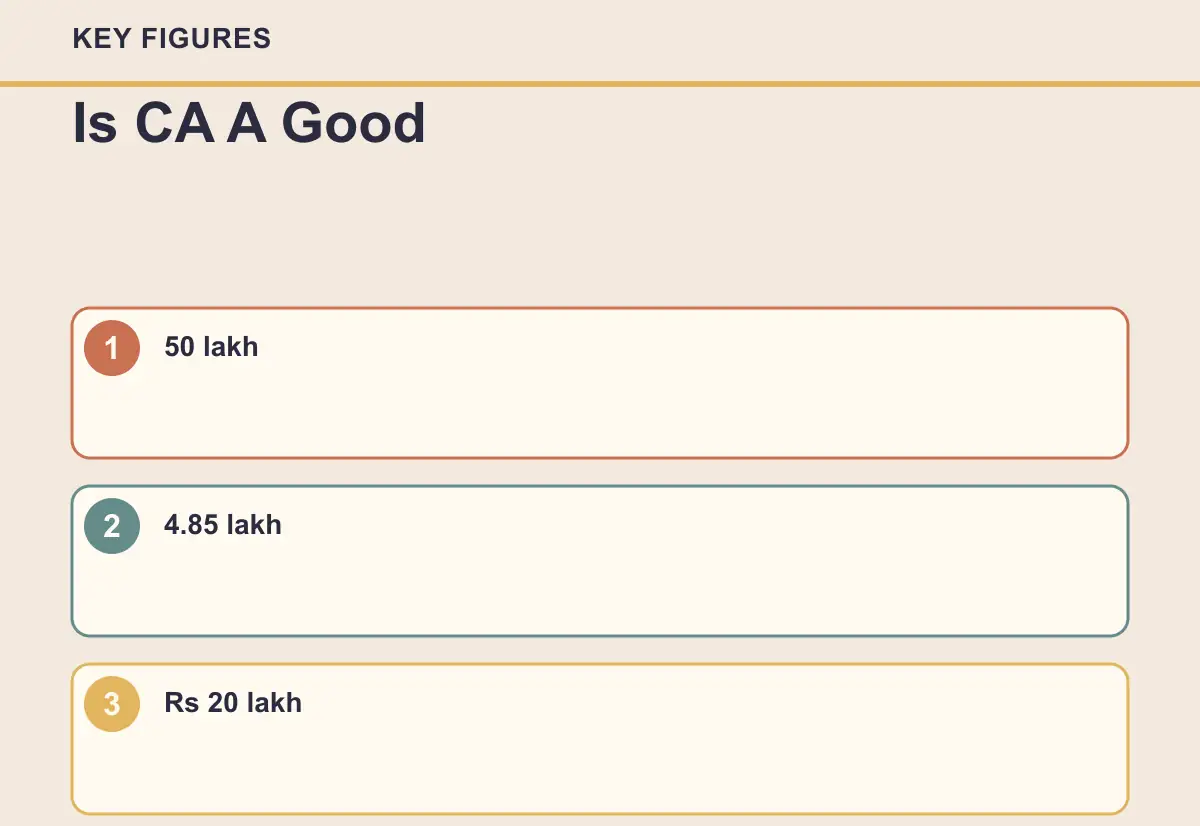 KEY FIGURES
Is CA A Good
1 50 lakh
2 4.85 lakh
3 Rs 20 lakh